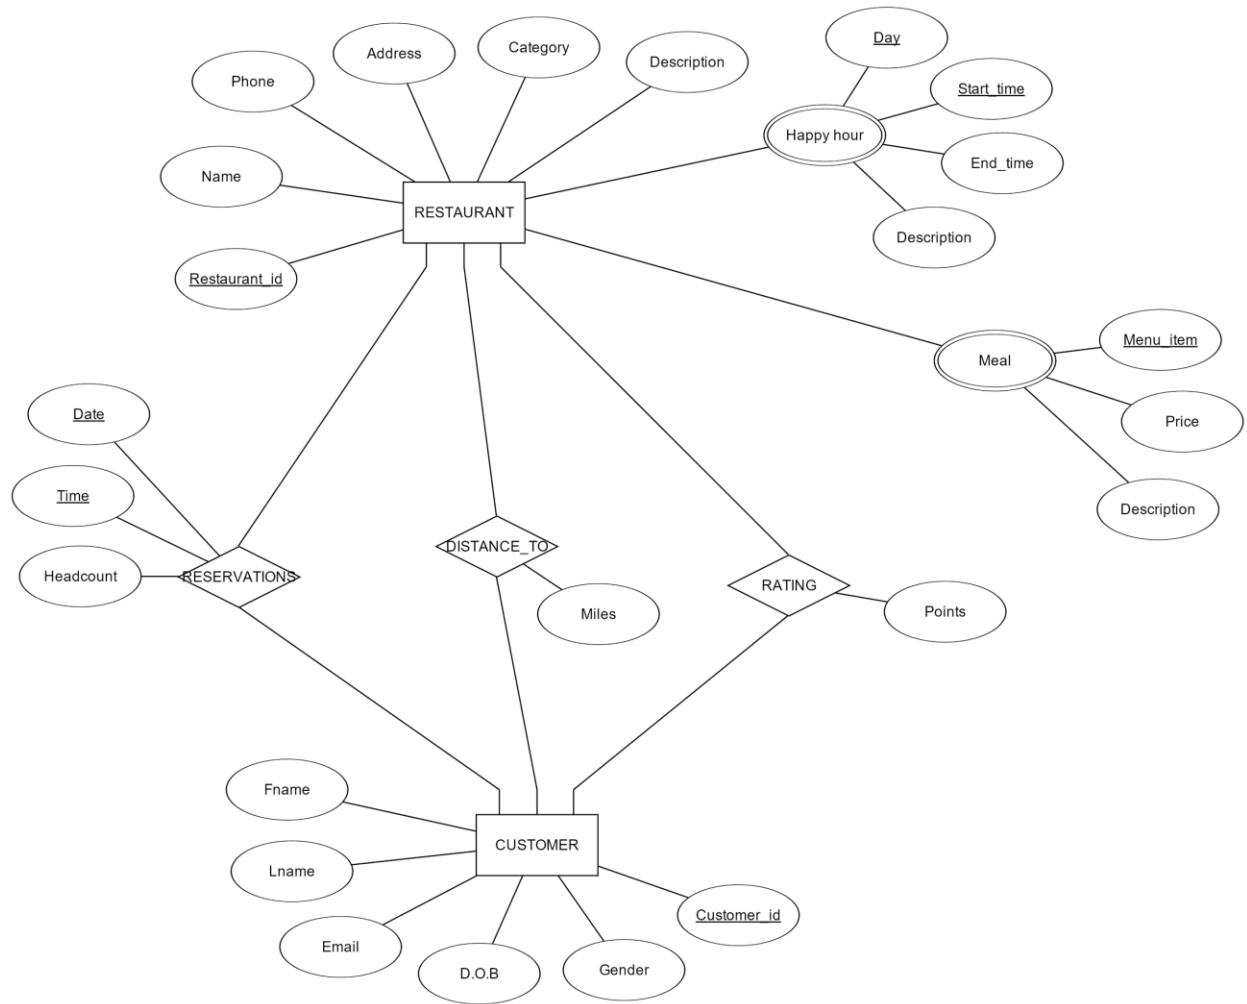 Day
Address
Category
Description
Phone
Start_time
Happy hour
End_time
Name
RESTAURANT
Description
Restaurant_id
Menu_item
Meal
Price
Date
Time
Description
Headcount
RESERVATIONS
DISTANCE_TO
RATING
Miles
Points
Fname
CUSTOMER
Lname
Customer_id
Email
D.O.B
Gender